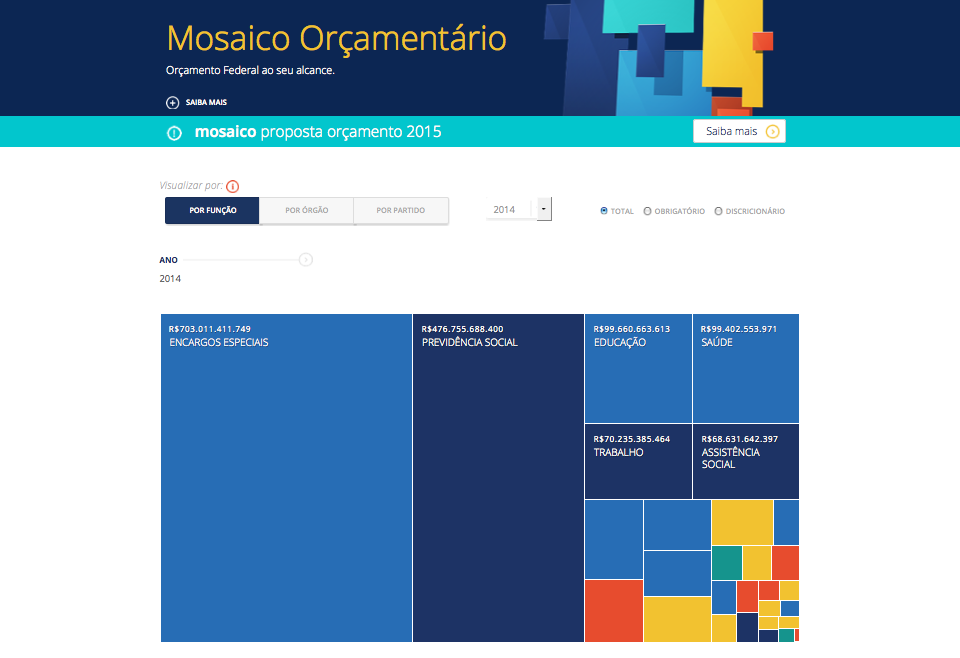 Mosaico Orçamentário
Orçamento Federal ao seu alcance.
SAIBA MAIS
mosaico proposta orçamento 2015
Saiba mais
Visualizar por:
POR FUNÇÃO
POR ÓRGÃO
POR PARTIDO
2014
TOTAL
OBRIGATÓRIO
DISCRICIONÁRIO
ANO
2014
R$703.011.411.749
ENCARGOS ESPECIAIS
R$476.755.688.400
PREVIDÊNCIA SOCIAL
R$99.660.663.613
EDUCAÇÃO
R$99.402.553.971
SAÚDE
R$70.235.385.464
TRABALHO
R$68.631.642.397
ASSISTÊNCIA
SOCIAL